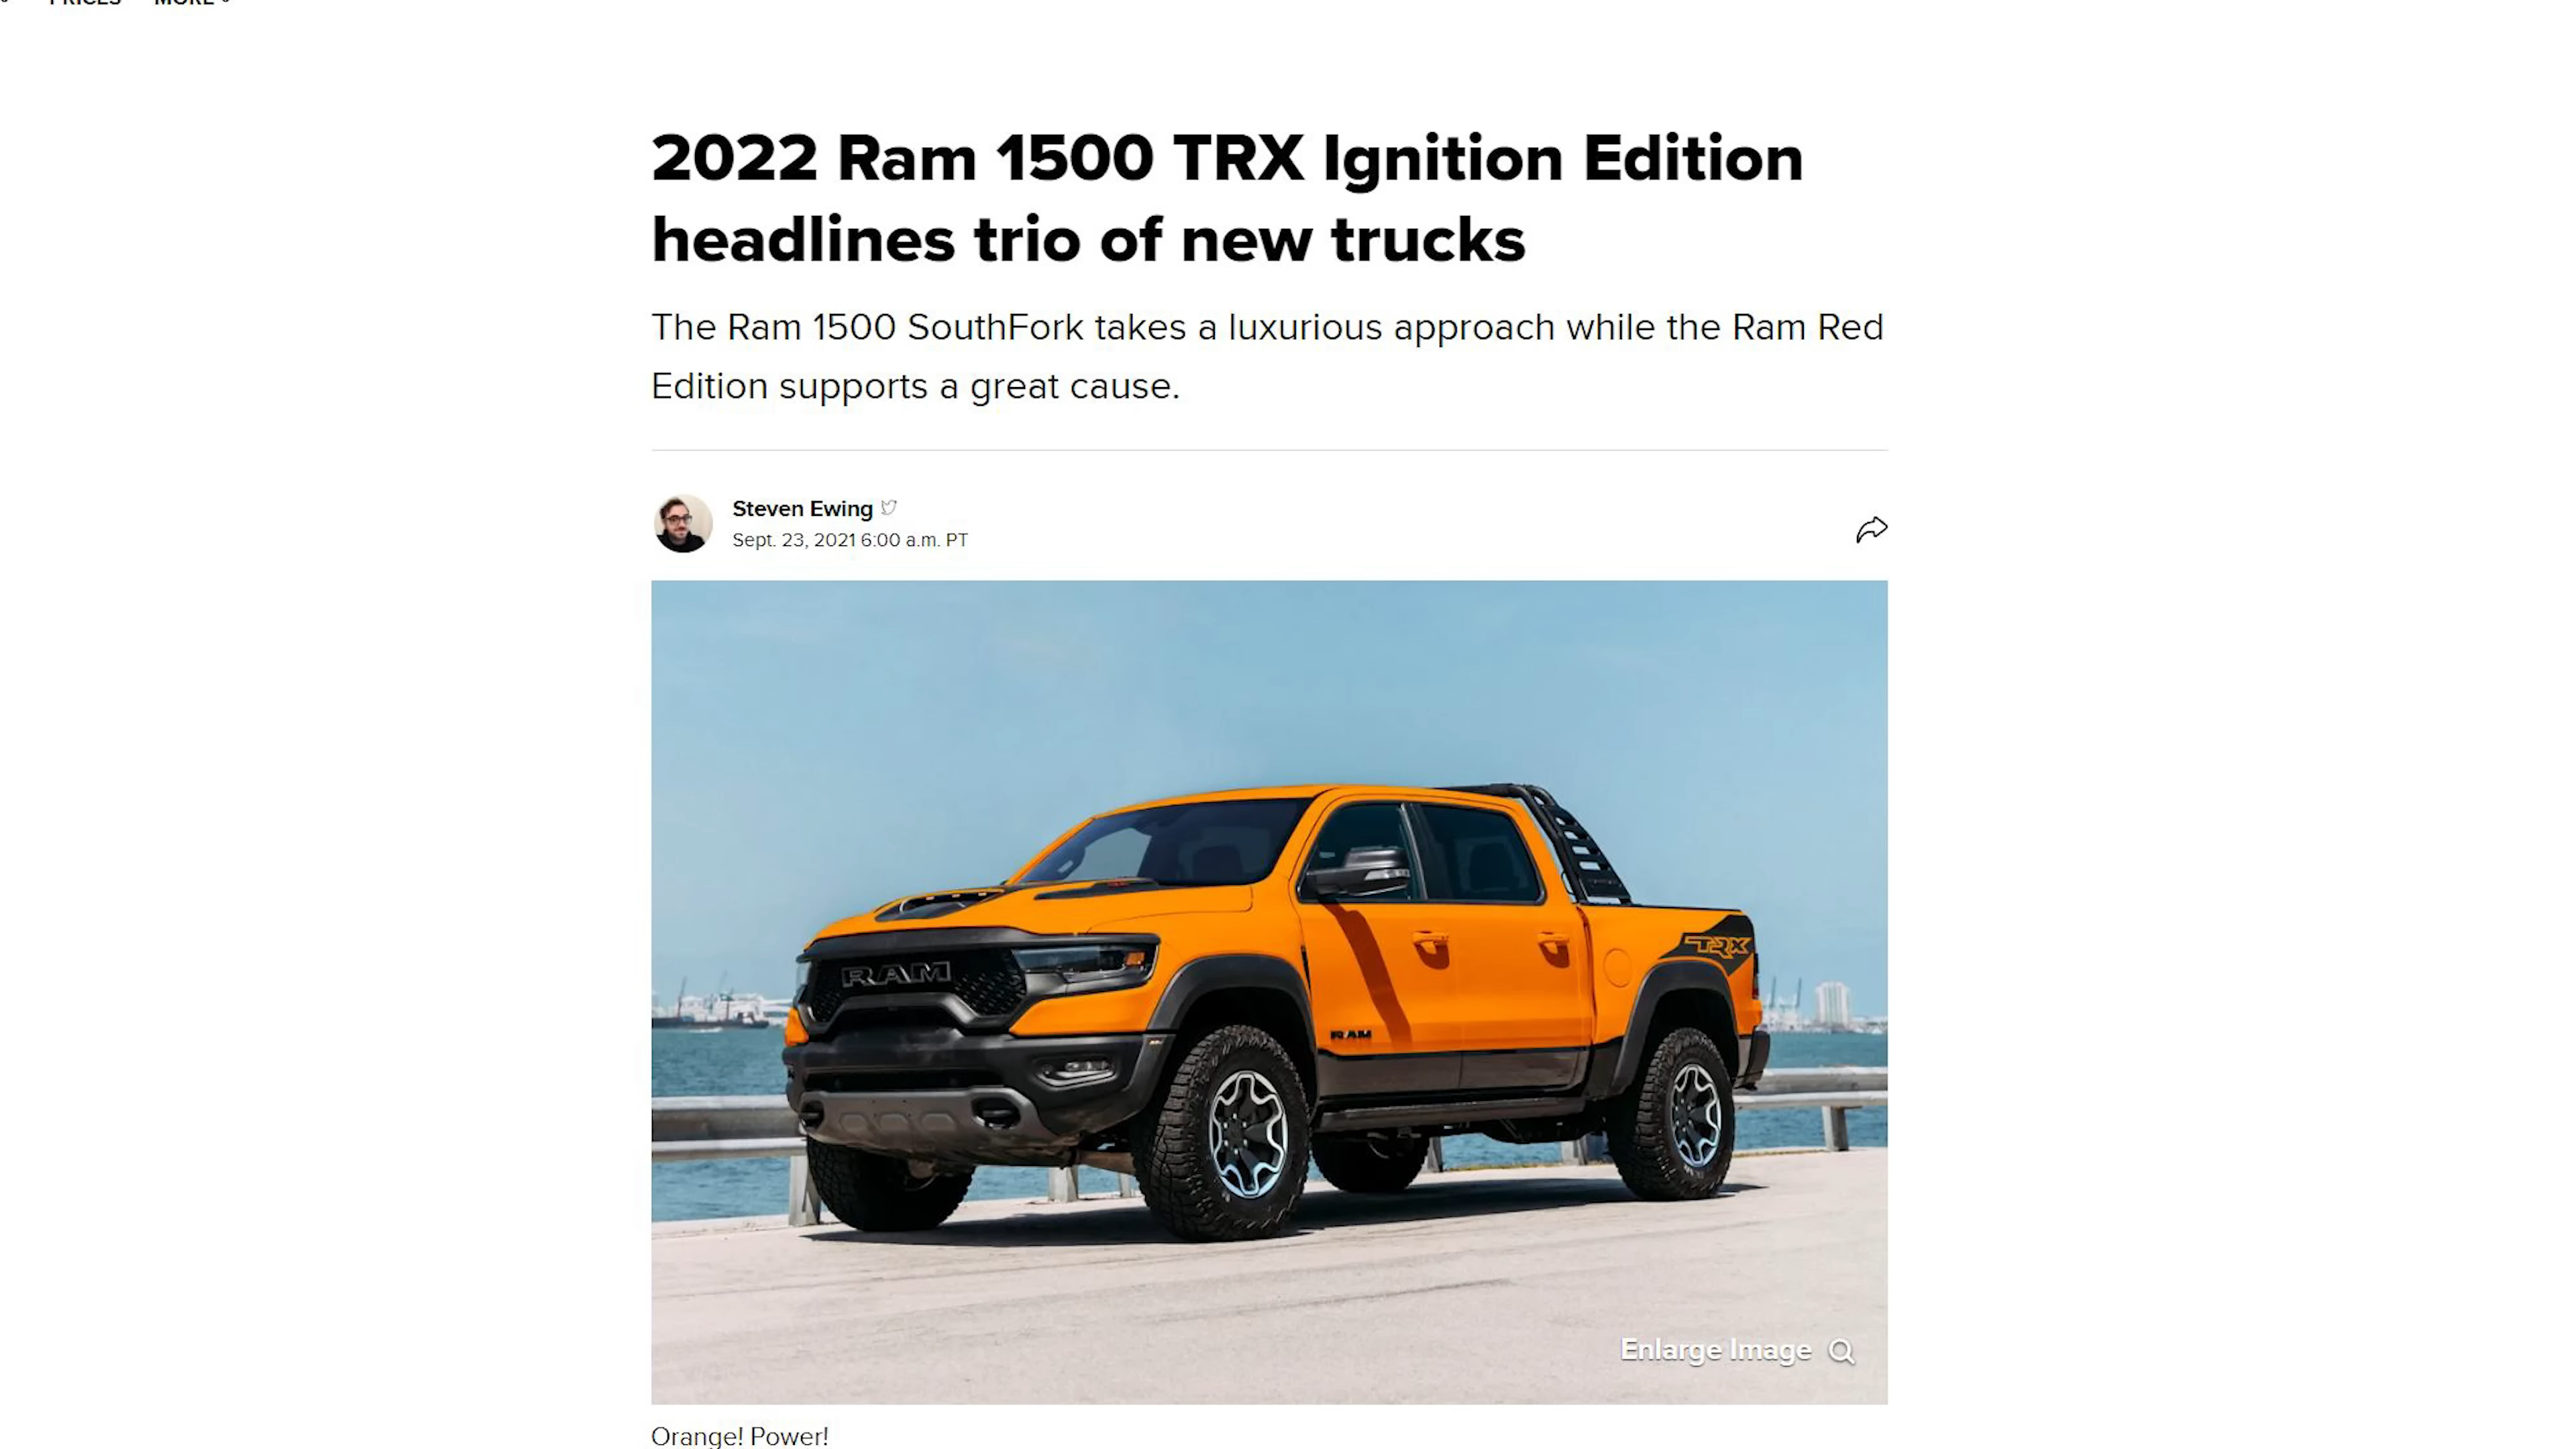 PRICES MORE
2022 Ram 1500 TRX Ignition Edition
headlines trio of new trucks
The Ram 1500 SouthFork takes a luxurious approach while the Ram Red
Edition supports a great cause.
Steven Ewing
Sept. 23, 2021 6:00 a.m. PT
TRX
RAM
RAM
Enlarge Image
Orange! Power!